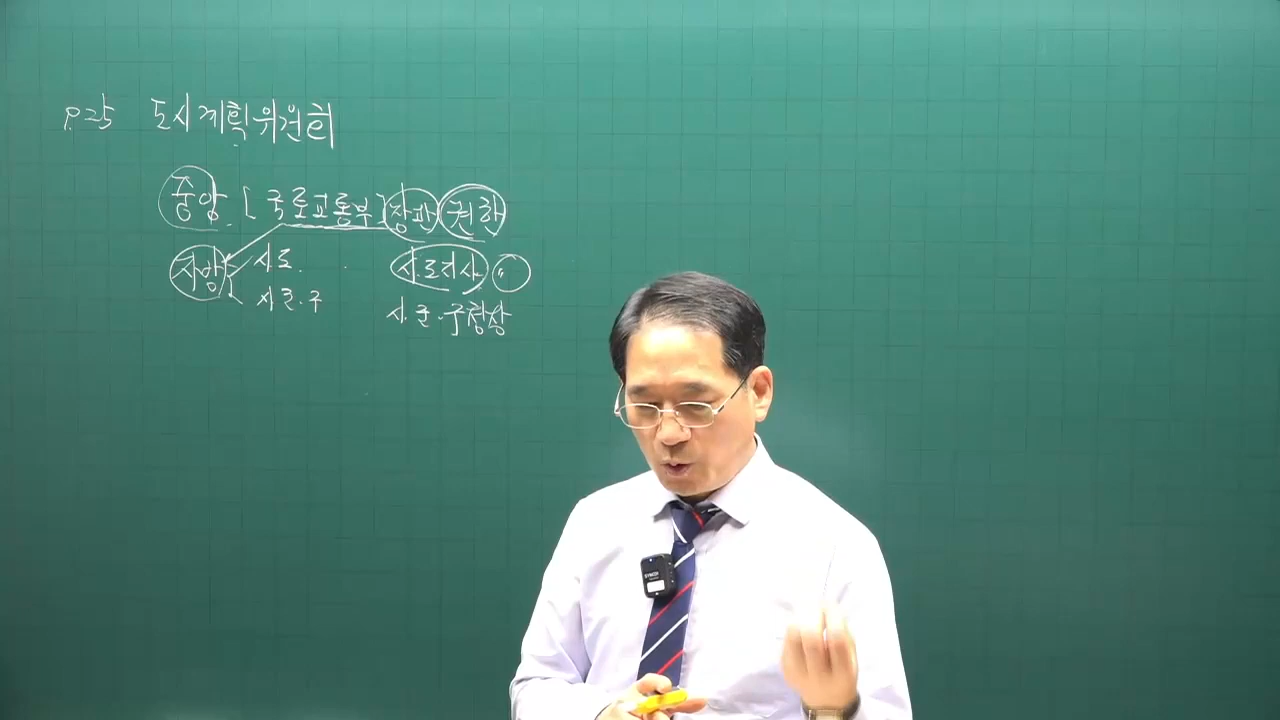 P.25 도시계획위원회
중앙 [국토교통부] 장관 권한
지방 시·도. 시도지사 "
시·군·구 시·군·구청장